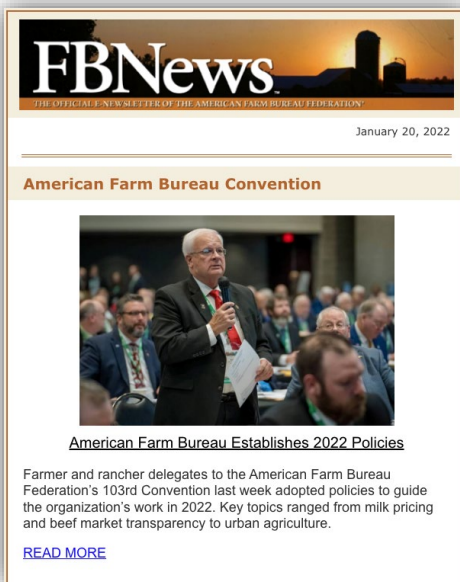 FBNews
THE OFFICIAL E-NEWSLETTER OF THE AMERICAN FARM BUREAU FEDERATION
January 20, 2022
American Farm Bureau Convention
American Farm Bureau Establishes 2022 Policies
Farmer and rancher delegates to the American Farm Bureau
Federation’s 103rd Convention last week adopted policies to guide
the organization’s work in 2022. Key topics ranged from milk pricing
and beef market transparency to urban agriculture.
READ MORE